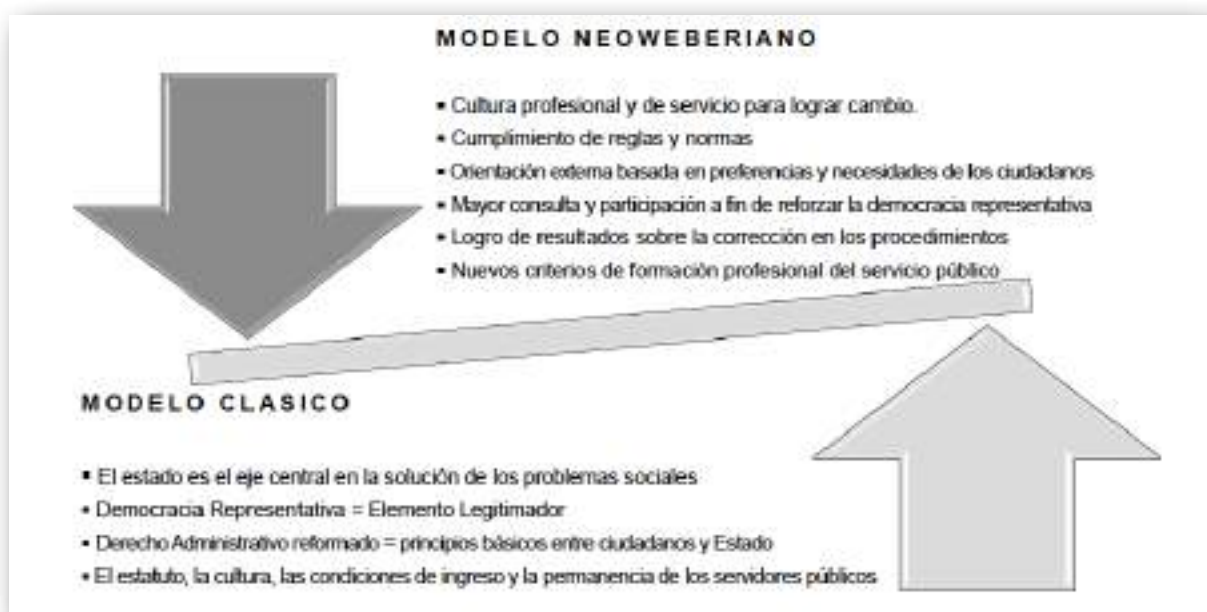 MODELO NEOWEBERIANO
▪ Cultura profesional y de servicio para lograr cambio.
▪ Cumplimiento de reglas y normas
▪ Orientación externa basada en preferencias y necesidades de los ciudadanos
▪ Mayor consulta y participación a fin de reforzar la democracia representativa
▪ Logro de resultados sobre la corrección en los procedimientos
▪ Nuevos criterios de formación profesional del servicio público
MODELO CLASICO
▪ El estado es el eje central en la solución de los problemas sociales
▪ Democracia Representativa = Elemento Legitimador
▪ Derecho Administrativo reformado = principios básicos entre ciudadanos y Estado
▪ El estatuto, la cultura, las condiciones de ingreso y la permanencia de los servidores públicos